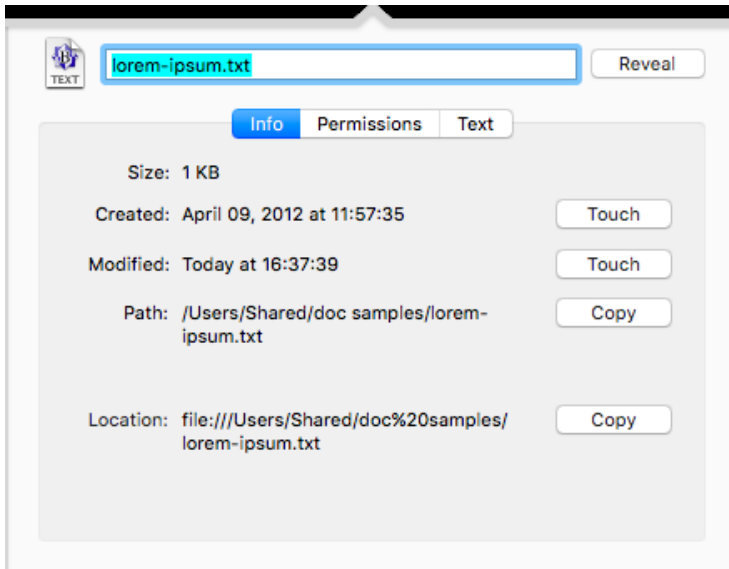 TEXT
lorem-ipsum.txt
Reveal
Info Permissions Text
Size: 1 KB
Created: April 09, 2012 at 11:57:35 Touch
Modified: Today at 16:37:39 Touch
Path: /Users/Shared/doc samples/lorem- Copy
ipsum.txt
Location: file:///Users/Shared/doc%20samples/ Copy
lorem-ipsum.txt